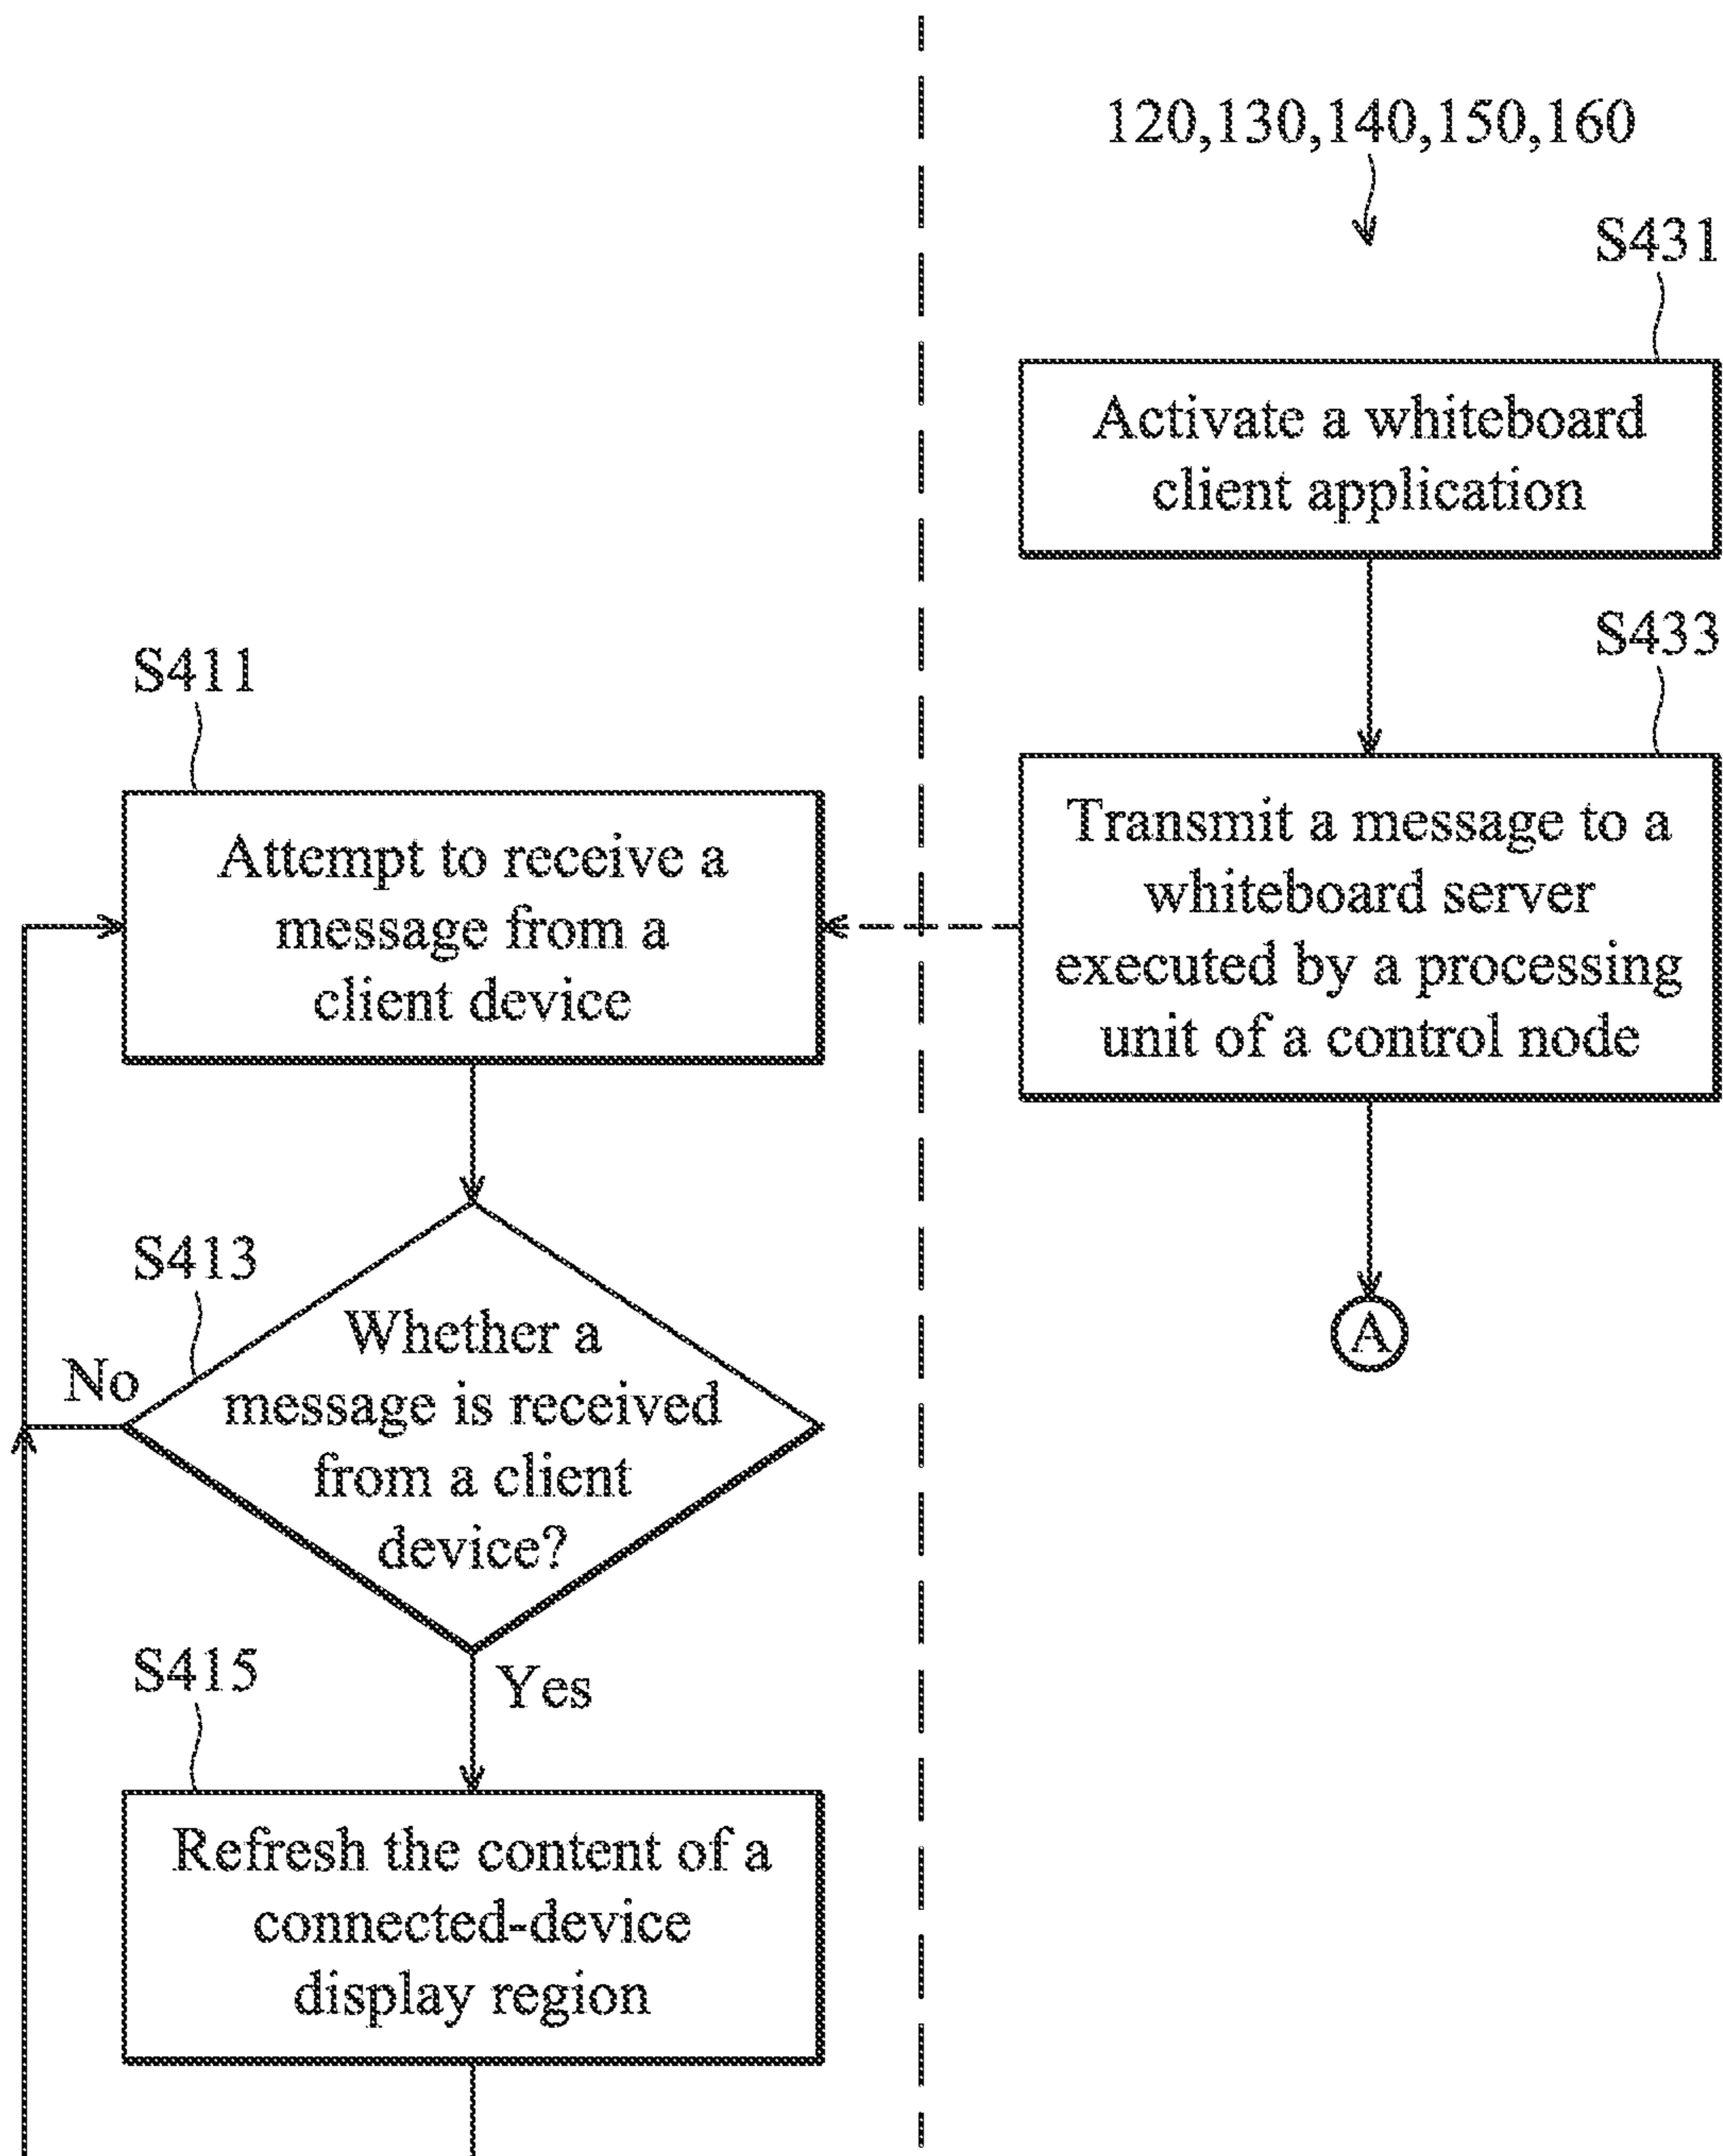 120,130,140,150,160
S431
Activate a whiteboard
client application
S433
Transmit a message to a
whiteboard server
executed by a processing
unit of a control node
A
S411
Attempt to receive a
message from a
client device
S413
Whether a
message is received
from a client
device?
No
Yes
S415
Refresh the content of a
connected-device
display region